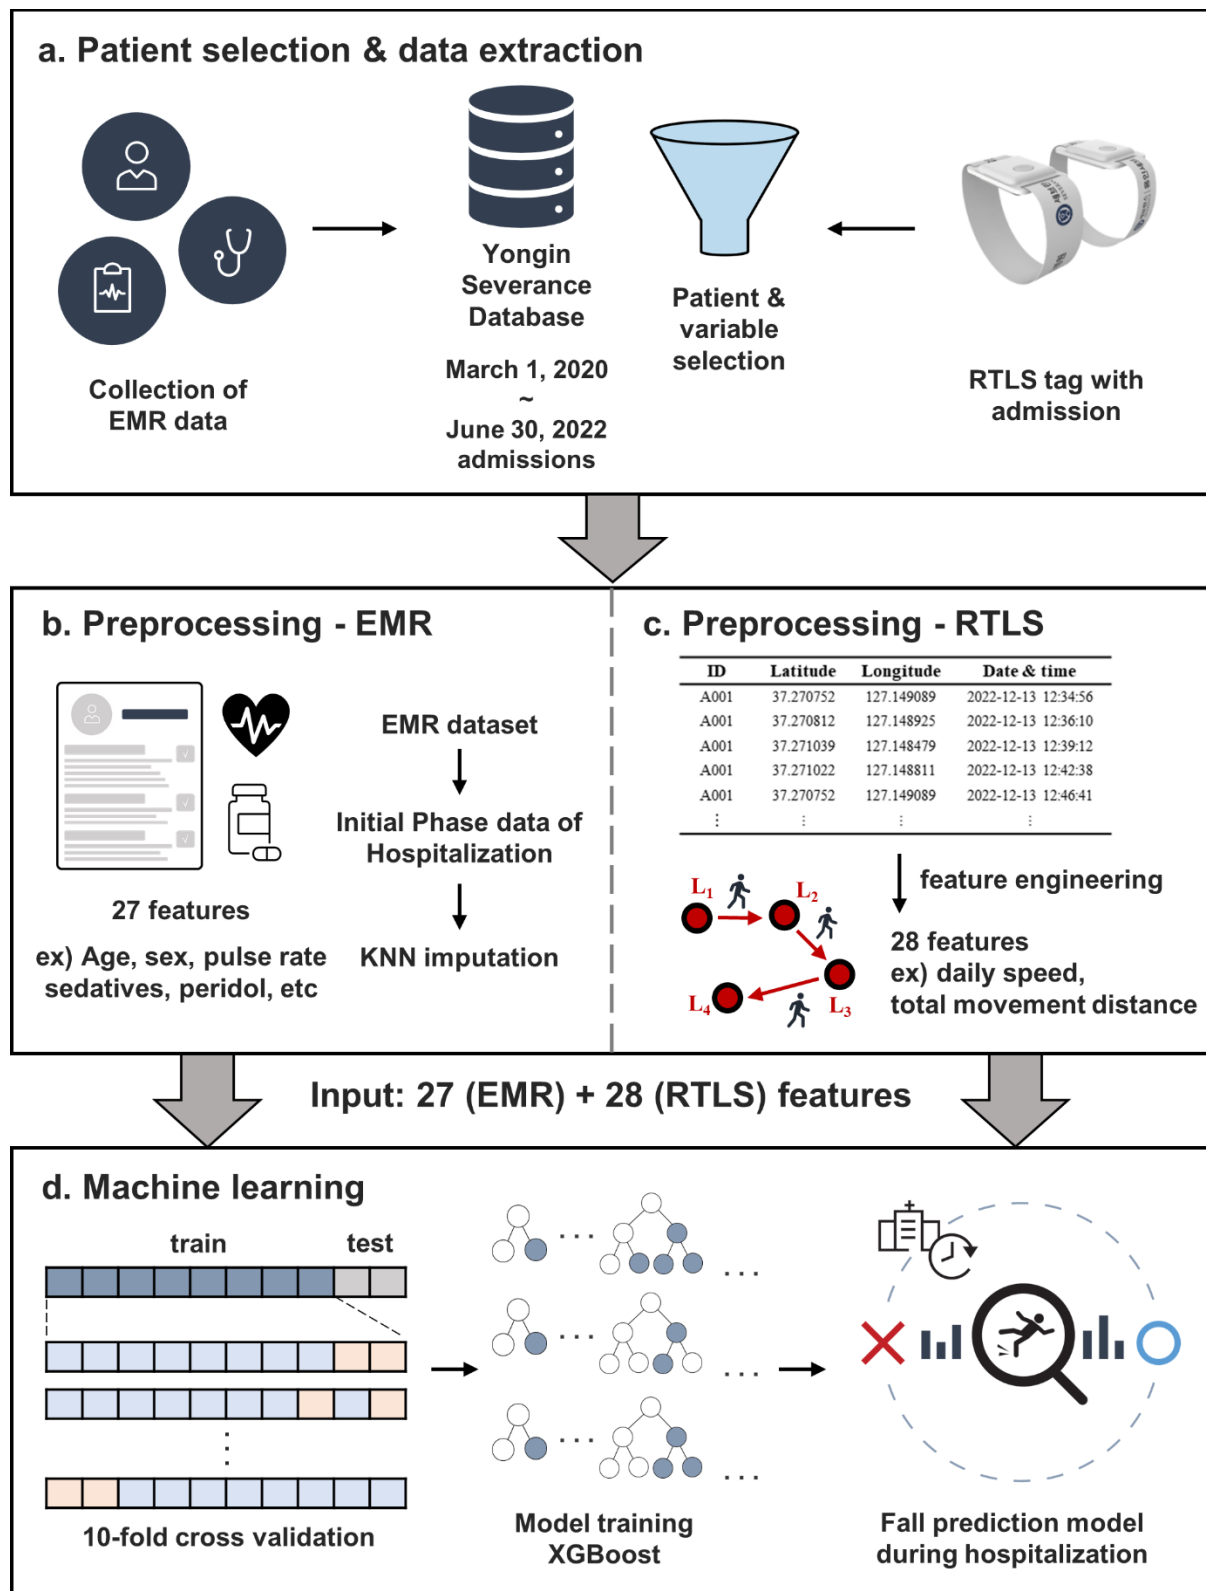 a. Patient selection & data extraction
Yongin
Severance
Database
March 1, 2020
~
June 30, 2022
admissions
Collection of
EMR data
Patient &
variable
selection
RTLS tag with
admission
b. Preprocessing - EMR
27 features
ex) Age, sex, pulse rate
sedatives, peridol, etc
EMR dataset
Initial Phase data of
Hospitalization
KNN imputation
c. Preprocessing - RTLS
ID Latitude Longitude Date & time
A001 37.270752 127.149089 2022-12-13 12:34:56
A001 37.270812 127.148925 2022-12-13 12:36:10
A001 37.271039 127.148479 2022-12-13 12:39:12
A001 37.271022 127.148811 2022-12-13 12:42:38
A001 37.270752 127.149089 2022-12-13 12:46:41
⋮ ⋮ ⋮ ⋮
feature engineering
L1 L2
L4 L3
28 features
ex) daily speed,
total movement distance
Input: 27 (EMR) + 28 (RTLS) features
d. Machine learning
train test
⋮
10-fold cross validation
... ...
... ...
... ...
Model training
XGBoost
Fall prediction model
during hospitalization